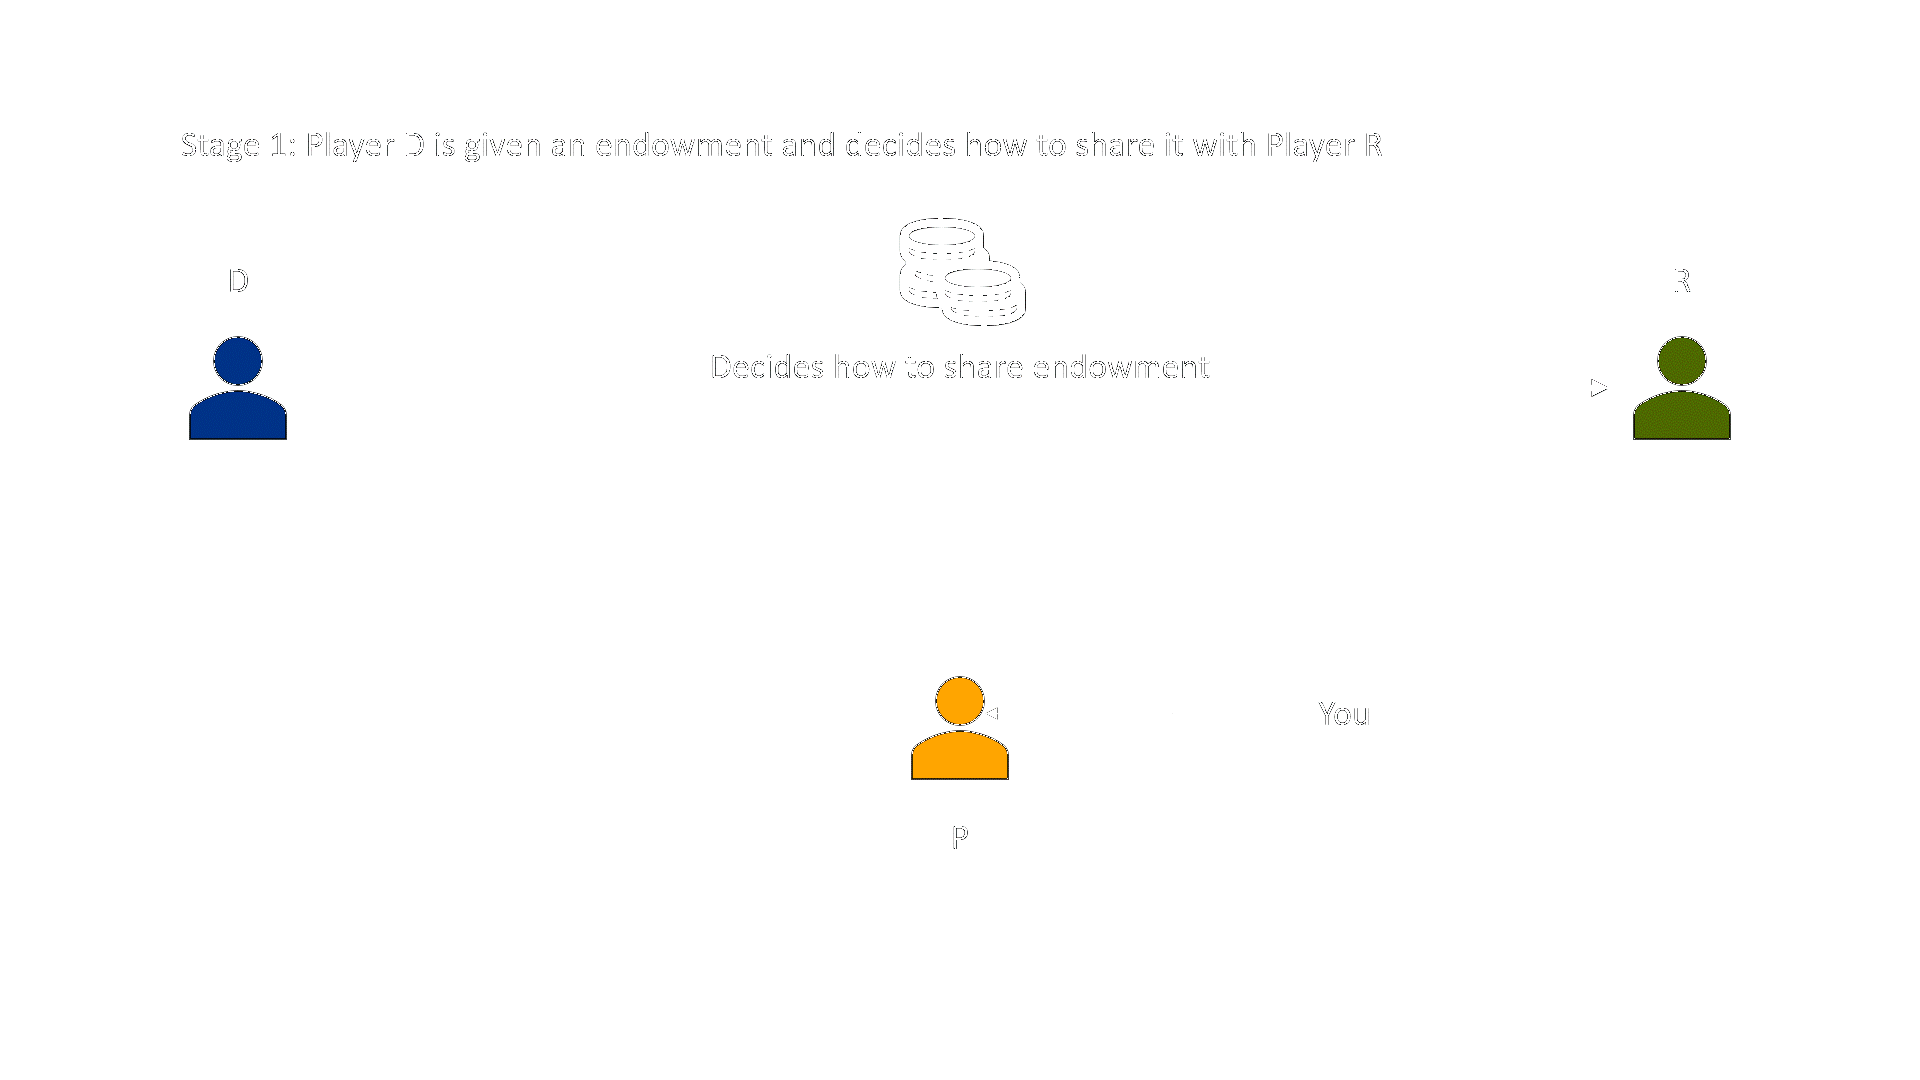 Stage 1: Player D is given an endowment and decides how to share it with Player R
D
R
Decides how to share endowment
You
P